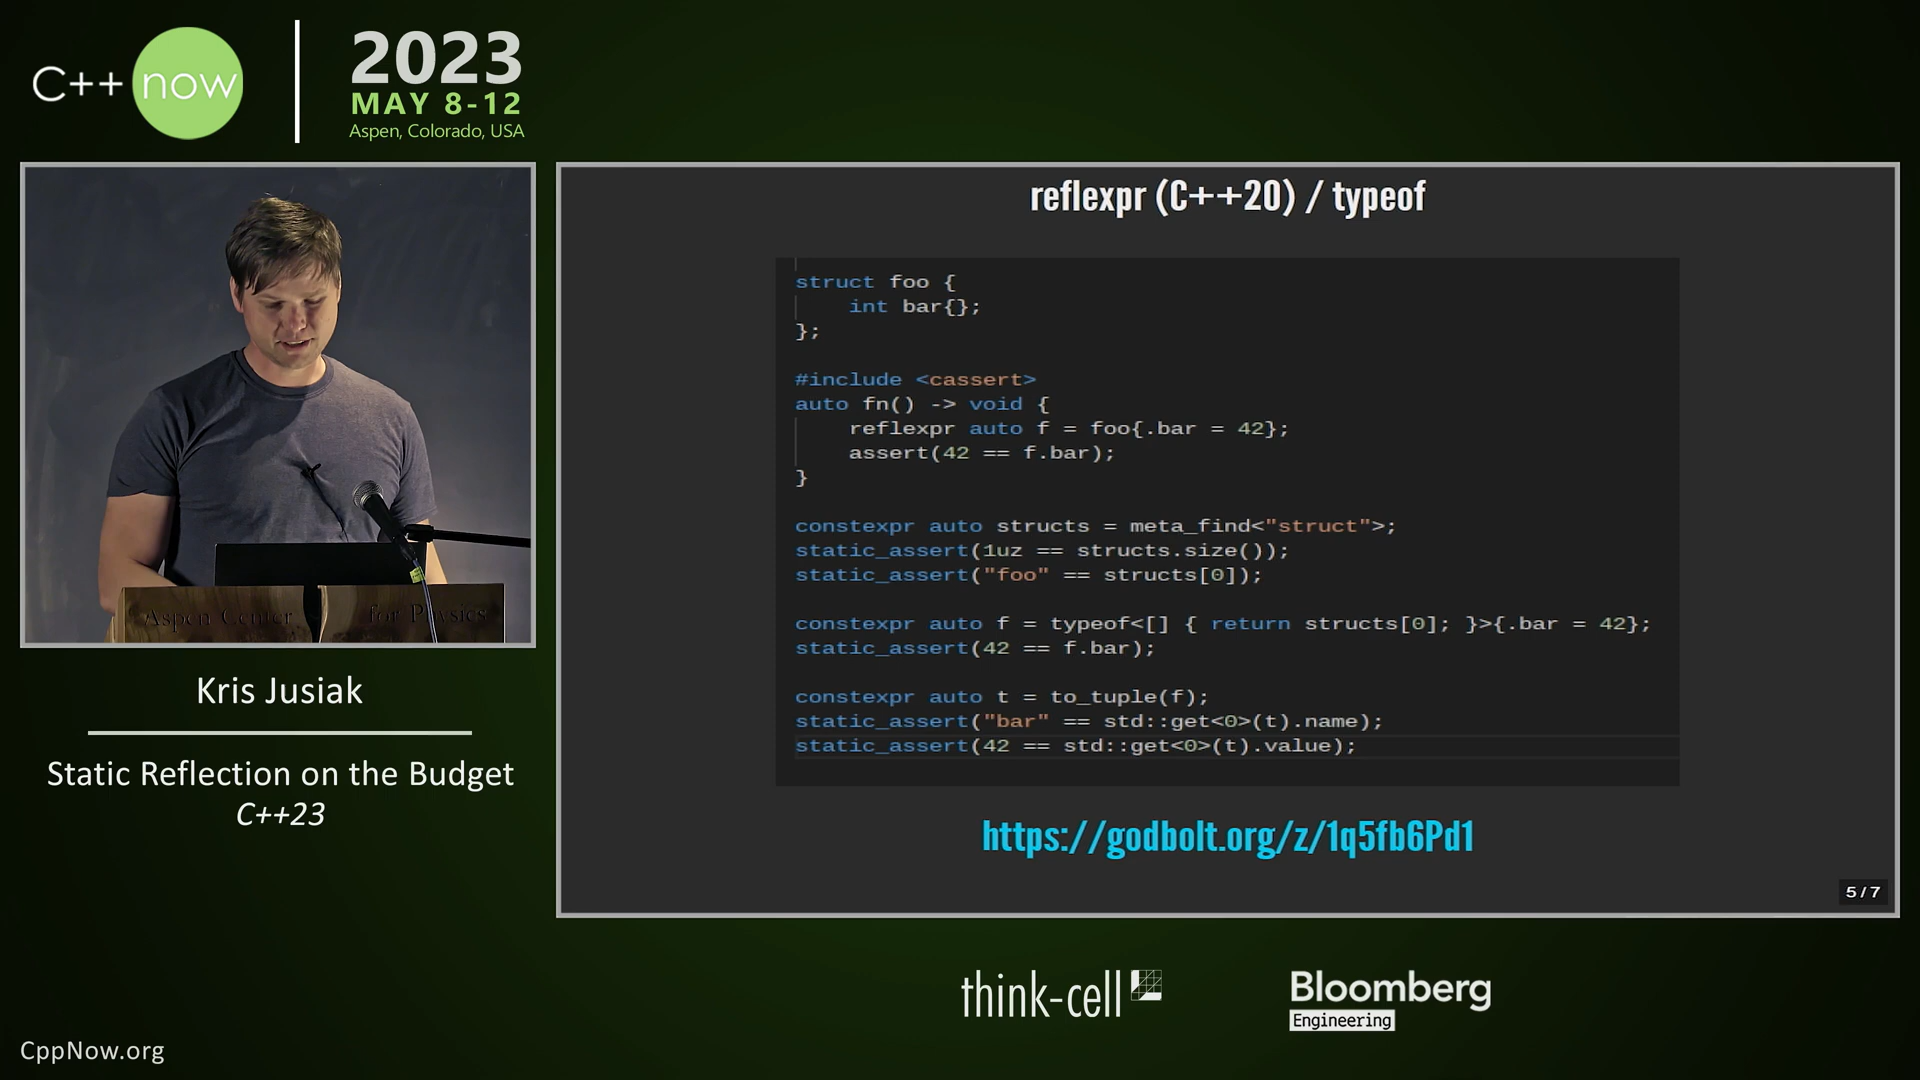 C++ now
2023
MAY 8-12
Aspen, Colorado, USA
Aspen Center for Physics
Kris Jusiak
Static Reflection on the Budget
C++23
reflexpr (C++20) / typeof
struct foo {
    int bar{};
};
#include <cassert>
auto fn() -> void {
    reflexpr auto f = foo{.bar = 42};
    assert(42 == f.bar);
}
constexpr auto structs = meta_find<"struct">;
static_assert(1uz == structs.size());
static_assert("foo" == structs[0]);
constexpr auto f = typeof<[] { return structs[0]; }>{.bar = 42};
static_assert(42 == f.bar);
constexpr auto t = to_tuple(f);
static_assert("bar" == std::get<0>(t).name);
static_assert(42 == std::get<0>(t).value);
https://godbolt.org/z/1q5fb6Pd1
5 / 7
think-cell
Bloomberg
Engineering
CppNow.org